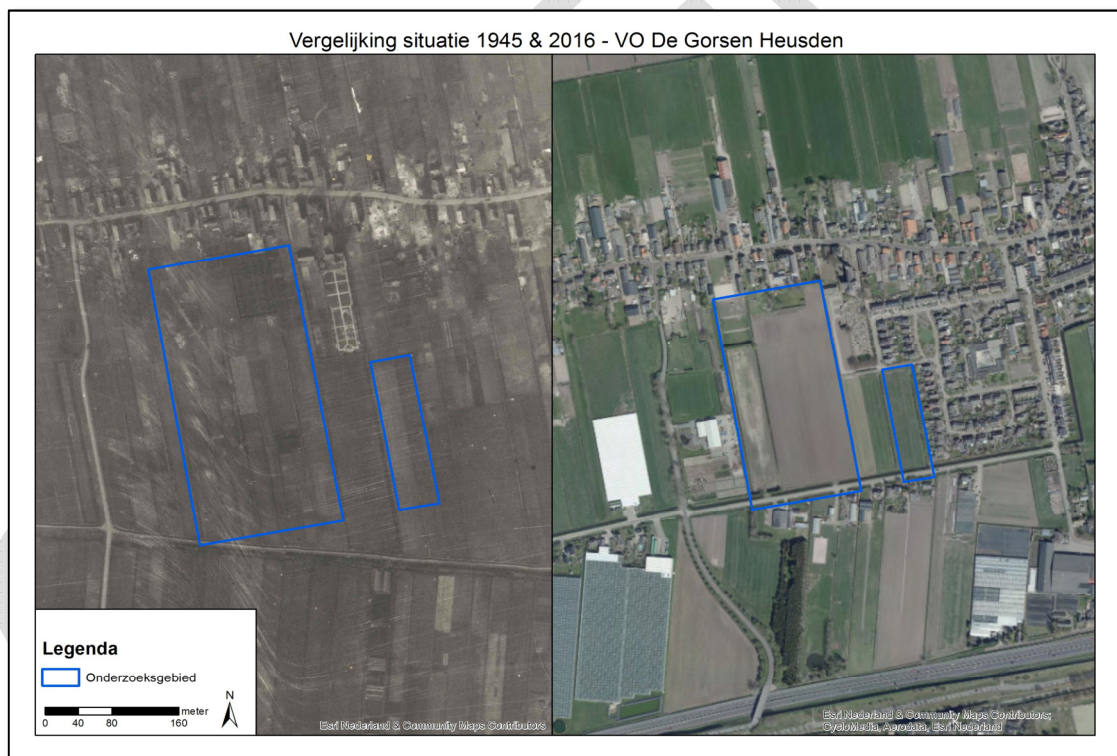 Vergelijking situatie 1945 & 2016 - VO De Gorsen Heusden
Legenda
Onderzoeksgebied
N
0 40 80 160 meter
Esri Nederland & Community Maps Contributors
Esri Nederland & Community Maps Contributors;
CycloMedia, Aerodata, Esri Nederland